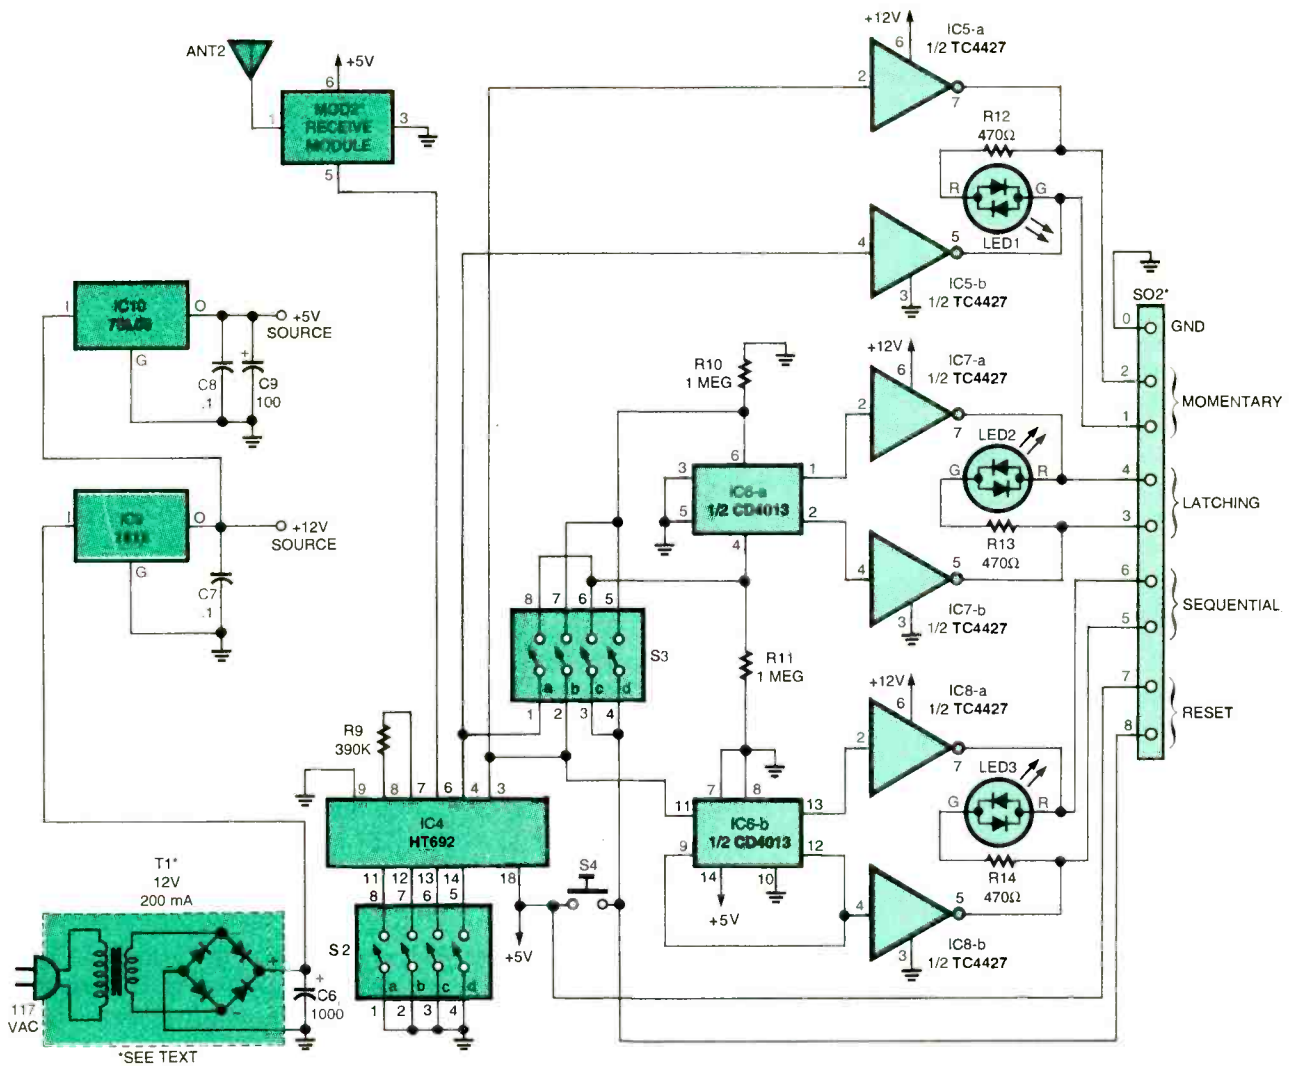 ANT2
+5V
6
1
MOD2*
RECEIVE
MODULE
3
5
+12V
6
IC5-a
1/2 TC4427
2
7
R12
470Ω
R
G
LED1
4
5
3
IC5-b
1/2 TC4427
I
IC10
O
+5V
SOURCE
G
C8
.1
+
C9
100
I
O
+12V
SOURCE
G
C7
.1
R10
1 MEG
6
3
5
IC6-a
1/2 CD4013
1
2
4
+12V
6
IC7-a
1/2 TC4427
2
7
LED2
G
R
R13
470Ω
4
5
3
IC7-b
1/2 TC4427
SO2*
0
GND
2
1
MOMENTARY
4
3
LATCHING
6
5
SEQUENTIAL
7
8
RESET
8
7
6
5
S3
a
b
c
d
1
2
3
4
R11
1 MEG
R9
390K
9
8
7
6
4
3
IC4
HT692
11
12
13
14
18
8
7
6
5
S2
a
b
c
d
1
2
3
4
+5V
S4
7
8
11
9
IC6-b
1/2 CD4013
13
12
14
10
+5V
+12V
6
IC8-a
1/2 TC4427
2
7
LED3
G
R
R14
470Ω
4
5
3
IC8-b
1/2 TC4427
T1*
12V
200 mA
117
VAC
+
-
+
C6
1000
*SEE TEXT